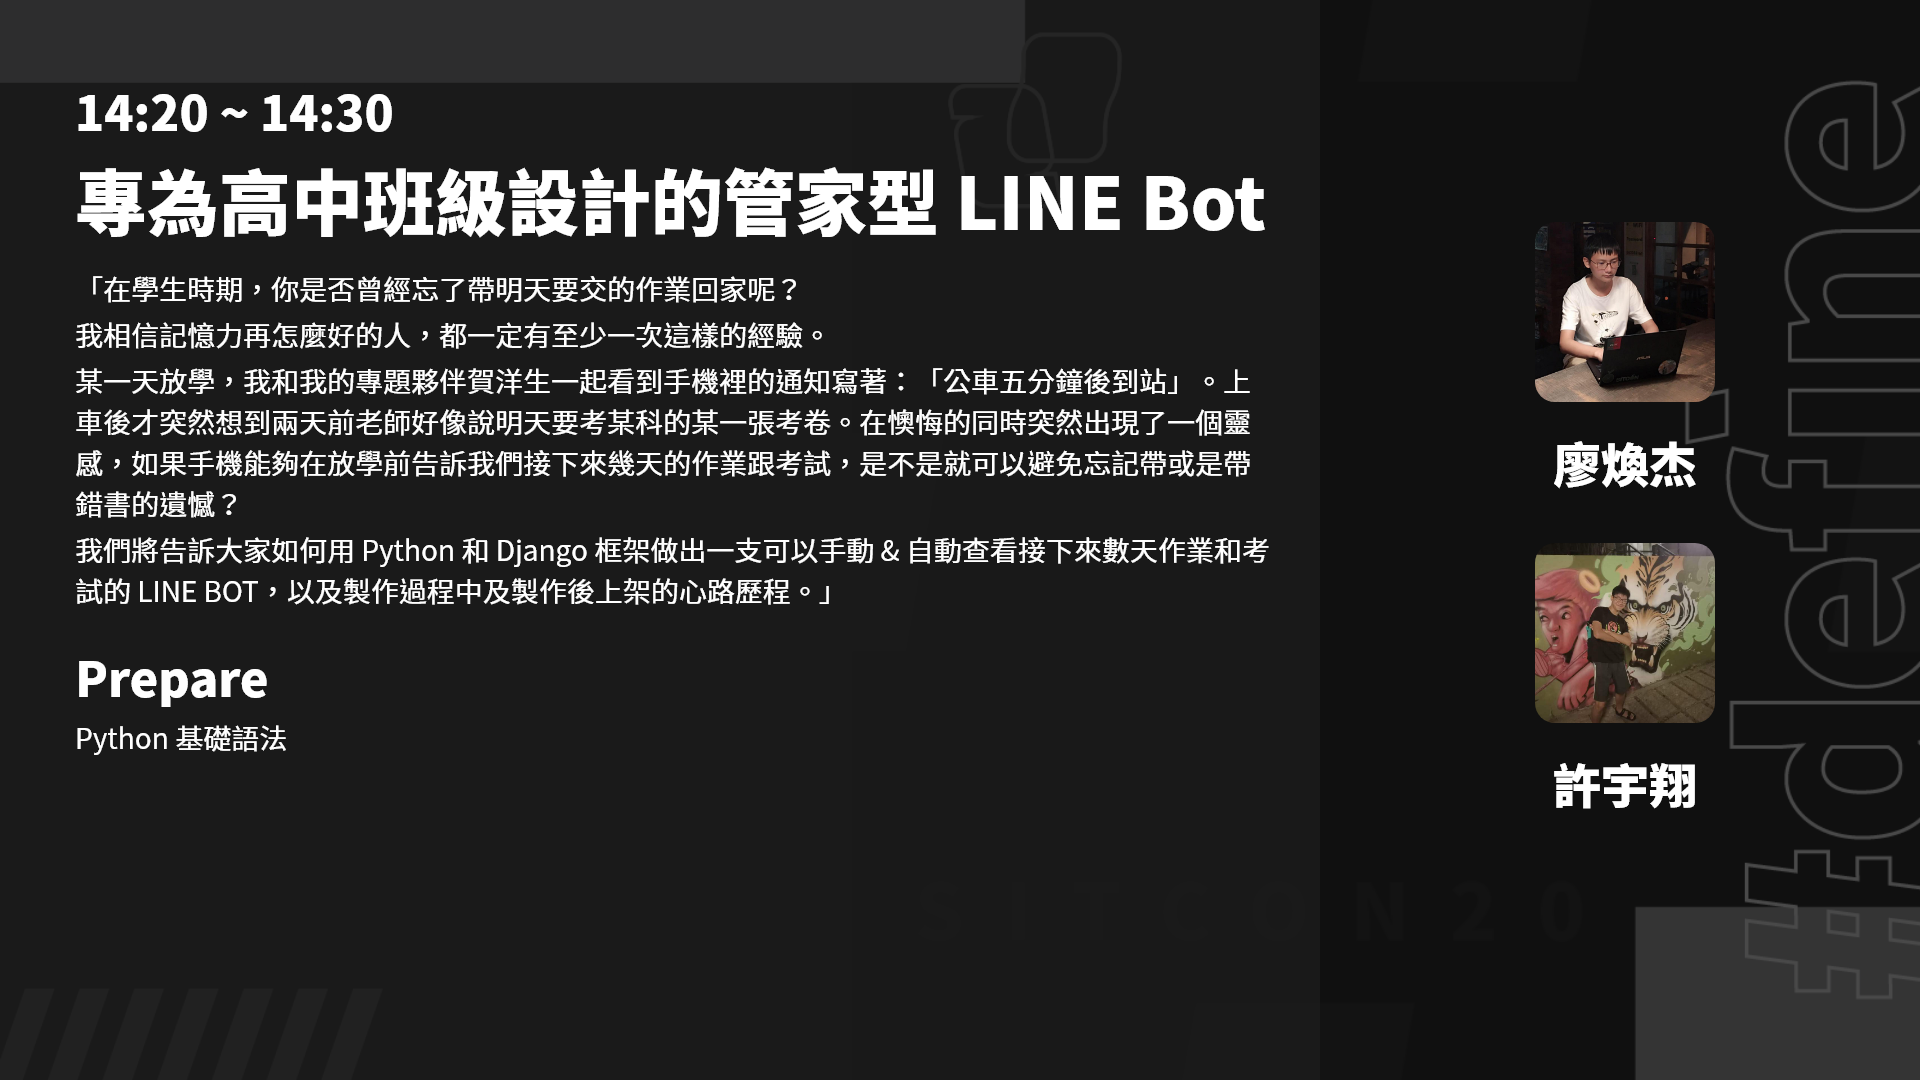 14:20 ~ 14:30
專為高中班級設計的管家型 LINE Bot
「在學生時期，你是否曾經忘了帶明天要交的作業回家呢？
我相信記憶力再怎麼好的人，都一定有至少一次這樣的經驗。
某一天放學，我和我的專題夥伴賀洋生一起看到手機裡的通知寫著：「公車五分鐘後到站」。上
車後才突然想到兩天前老師好像說明天要考某科的某一張考卷。在懊悔的同時突然出現了一個靈
感，如果手機能夠在放學前告訴我們接下來幾天的作業跟考試，是不是就可以避免忘記帶或是帶
錯書的遺憾？
我們將告訴大家如何用 Python 和 Django 框架做出一支可以手動 & 自動查看接下來數天作業和考
試的 LINE BOT，以及製作過程中及製作後上架的心路歷程。」
Prepare
Python 基礎語法
廖煥杰
許宇翔
#define
SITCON20